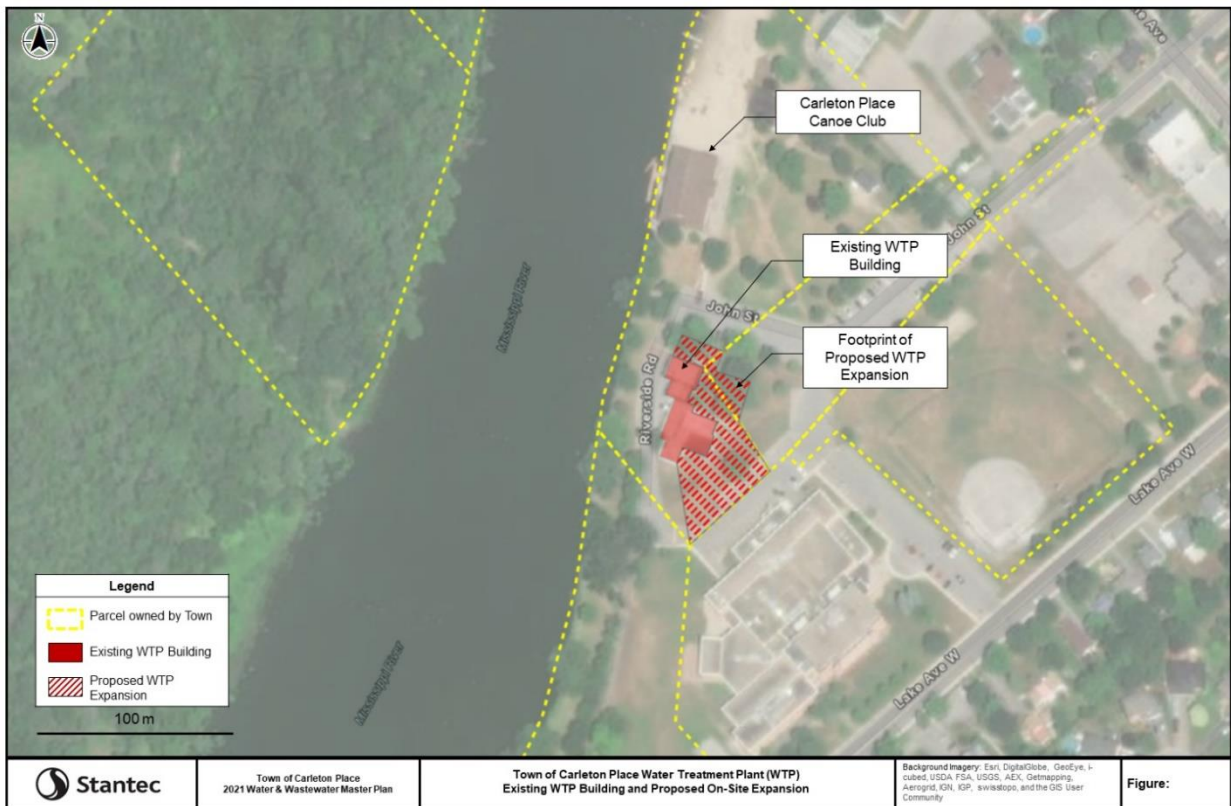 N
Carleton Place
Canoe Club
Existing WTP
Building
Footprint of
Proposed WTP
Expansion
John St
John St
Riverside Rd
Mississippi River
Mississippi River
Lake Ave W
Lake Ave W
Ave
Legend
Parcel owned by Town
Existing WTP Building
Proposed WTP
Expansion
100 m
Stantec
Town of Carleton Place
2021 Water & Wastewater Master Plan
Town of Carleton Place Water Treatment Plant (WTP)
Existing WTP Building and Proposed On-Site Expansion
Background Imagery: Esri, DigitalGlobe, GeoEye, i-
cubed, USDA FSA, USGS, AEX, Getmapping,
Aerogrid, IGN, IGP, swisstopo, and the GIS User
Community
Figure: